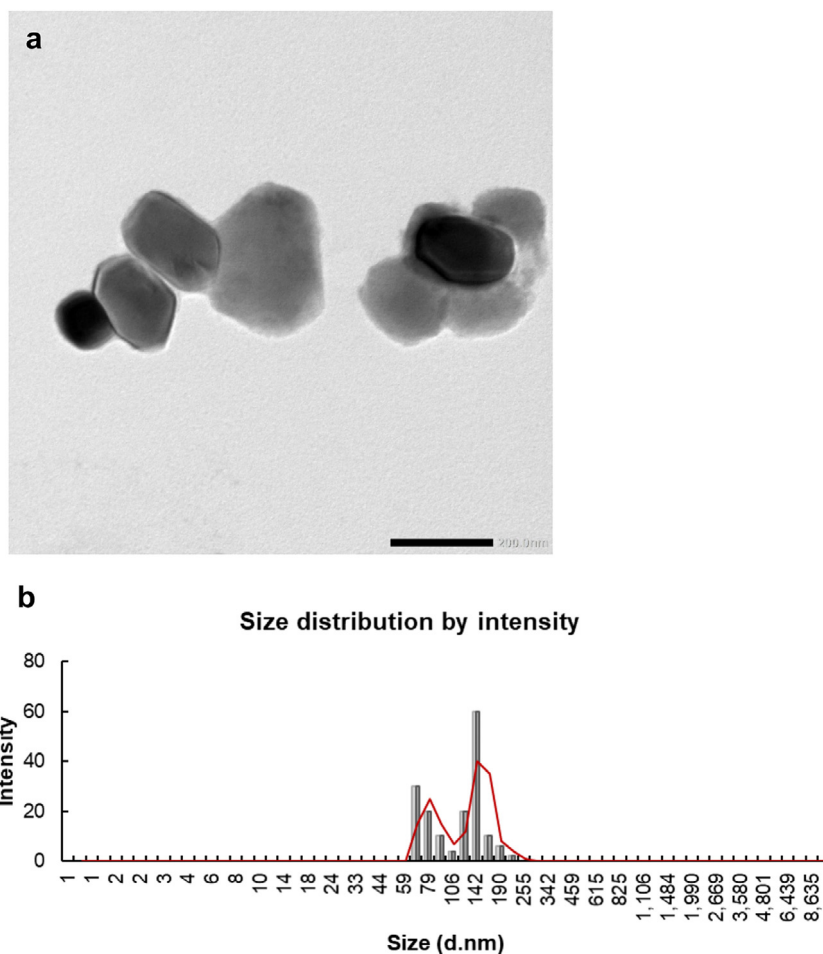 a
200.0nm
b
Size distribution by intensity
80
60
40
20
0
Intensity
1 1 2 2 3 4 6 8 10 14 18 24 33 44 59 79 106 142 190 255 342 459 615 825 1,106 1,484 1,990 2,669 3,580 4,801 6,439 8,635
Size (d.nm)